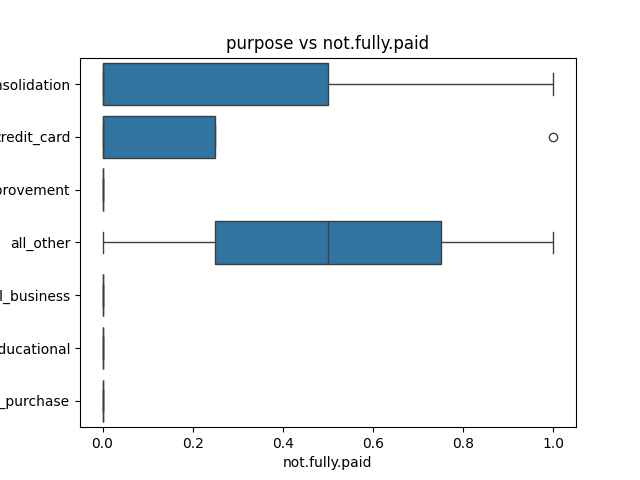 purpose vs not.fully.paid
nsolidation
credit_card
provement
all_other
l_business
ducational
_purchase
0.0 0.2 0.4 0.6 0.8 1.0
not.fully.paid